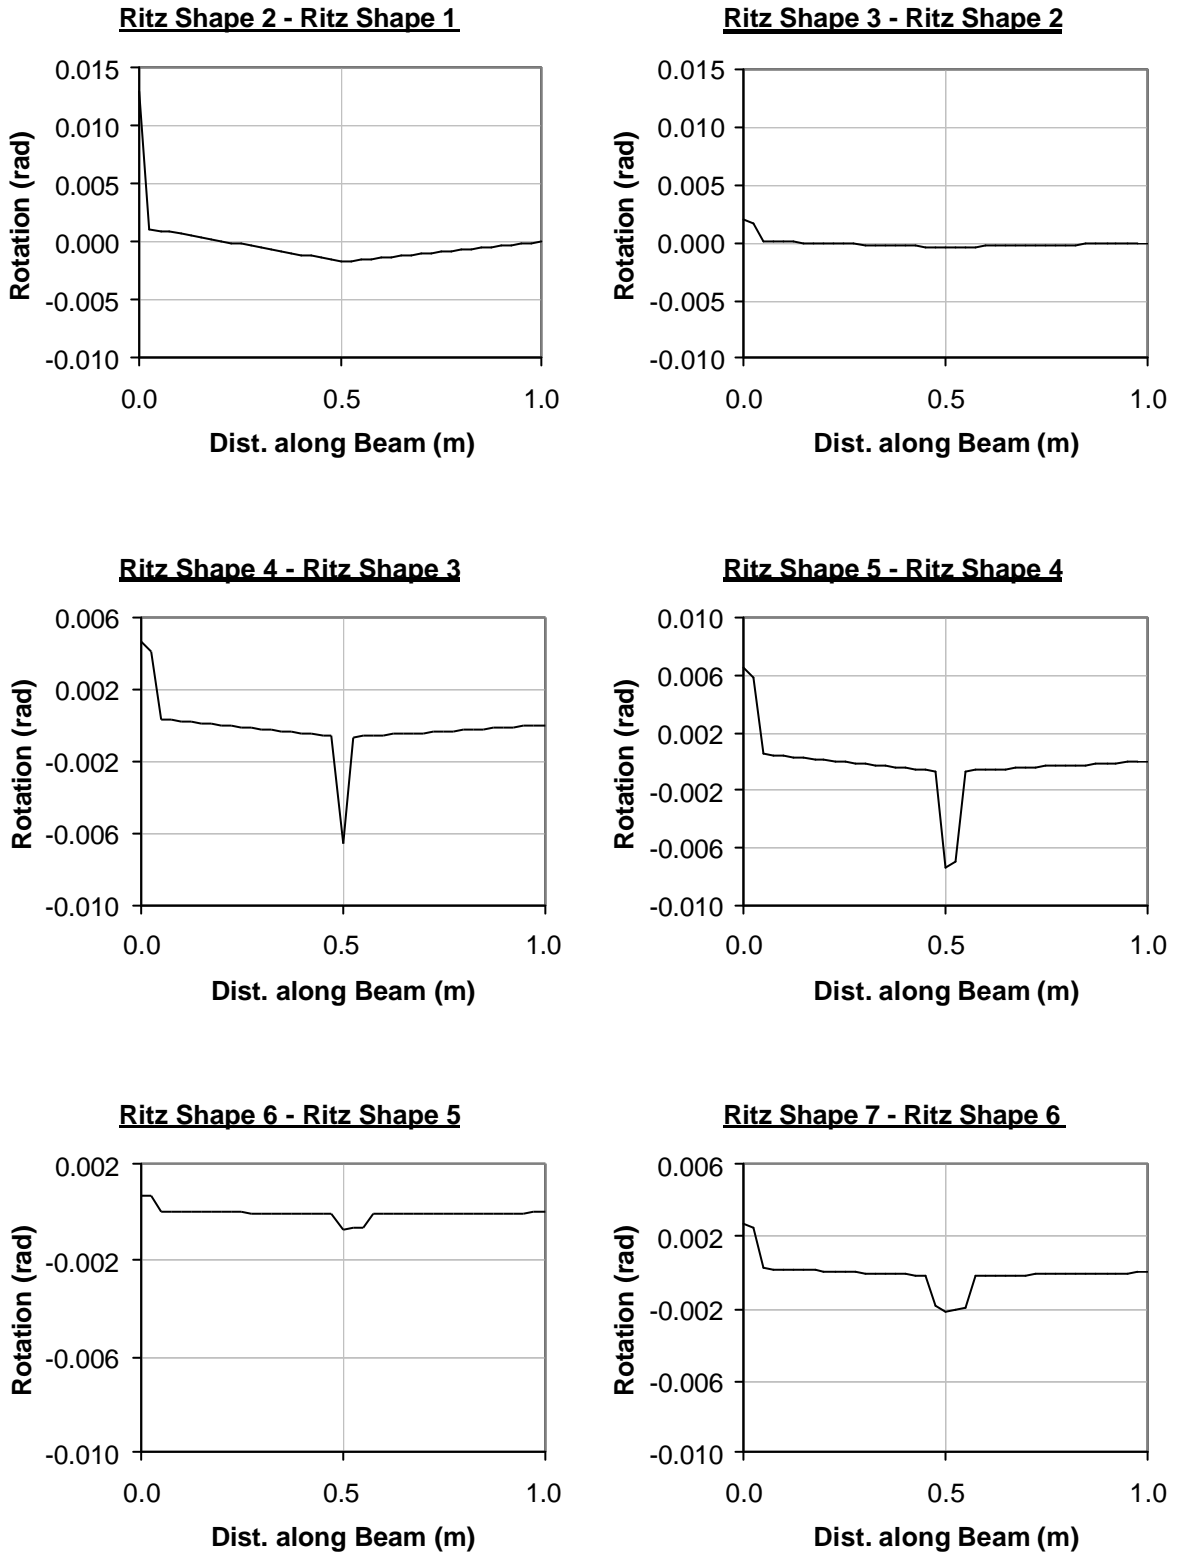 Ritz Shape 2 - Ritz Shape 1
0.015
0.010
0.005
0.000
-0.005
-0.010
Rotation (rad)
0.0 0.5 1.0
Dist. along Beam (m)
Ritz Shape 3 - Ritz Shape 2
0.015
0.010
0.005
0.000
-0.005
-0.010
Rotation (rad)
0.0 0.5 1.0
Dist. along Beam (m)
Ritz Shape 4 - Ritz Shape 3
0.006
0.002
-0.002
-0.006
-0.010
Rotation (rad)
0.0 0.5 1.0
Dist. along Beam (m)
Ritz Shape 5 - Ritz Shape 4
0.010
0.006
0.002
-0.002
-0.006
-0.010
Rotation (rad)
0.0 0.5 1.0
Dist. along Beam (m)
Ritz Shape 6 - Ritz Shape 5
0.002
-0.002
-0.006
-0.010
Rotation (rad)
0.0 0.5 1.0
Dist. along Beam (m)
Ritz Shape 7 - Ritz Shape 6
0.006
0.002
-0.002
-0.006
-0.010
Rotation (rad)
0.0 0.5 1.0
Dist. along Beam (m)